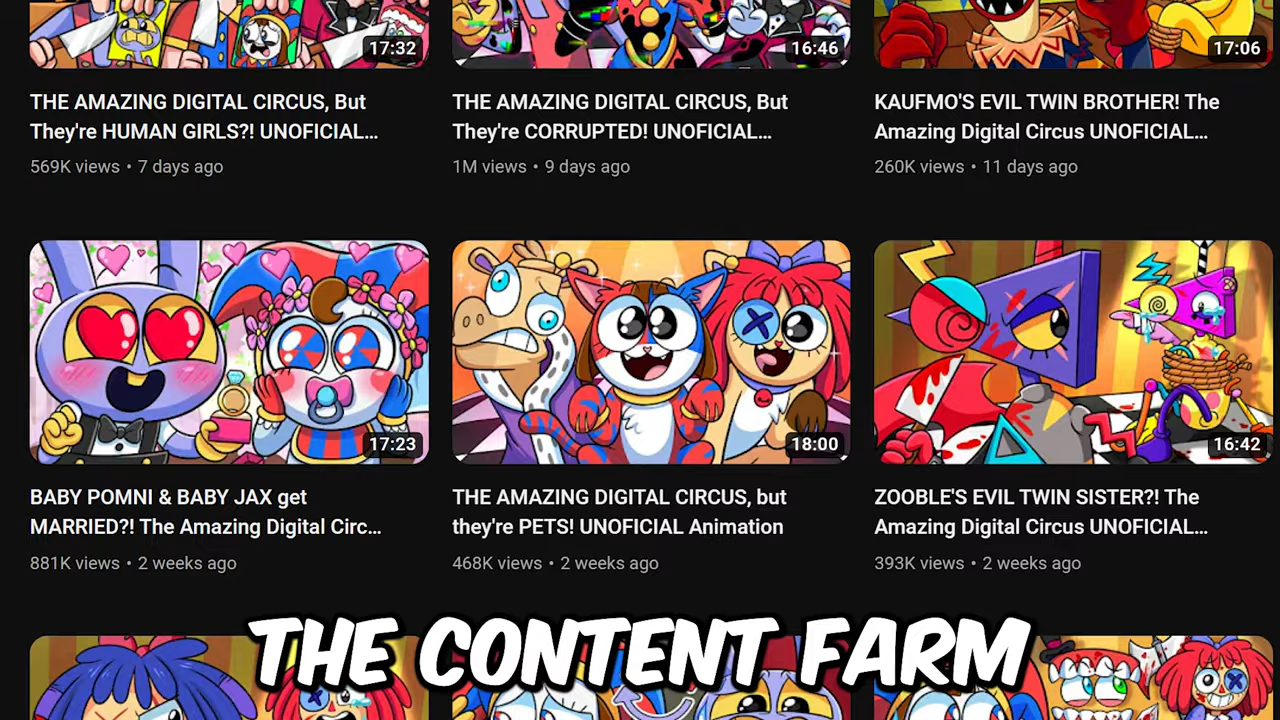 17:32
16:46
17:06
THE AMAZING DIGITAL CIRCUS, But
They're HUMAN GIRLS?! UNOFICIAL...
569K views • 7 days ago
THE AMAZING DIGITAL CIRCUS, But
They're CORRUPTED! UNOFICIAL...
1M views • 9 days ago
KAUFMO'S EVIL TWIN BROTHER! The
Amazing Digital Circus UNOFICIAL...
260K views • 11 days ago
17:23
18:00
16:42
BABY POMNI & BABY JAX get
MARRIED?! The Amazing Digital Circ...
881K views • 2 weeks ago
THE AMAZING DIGITAL CIRCUS, but
they're PETS! UNOFICIAL Animation
468K views • 2 weeks ago
ZOOBLE'S EVIL TWIN SISTER?! The
Amazing Digital Circus UNOFICIAL...
393K views • 2 weeks ago
THE CONTENT FARM